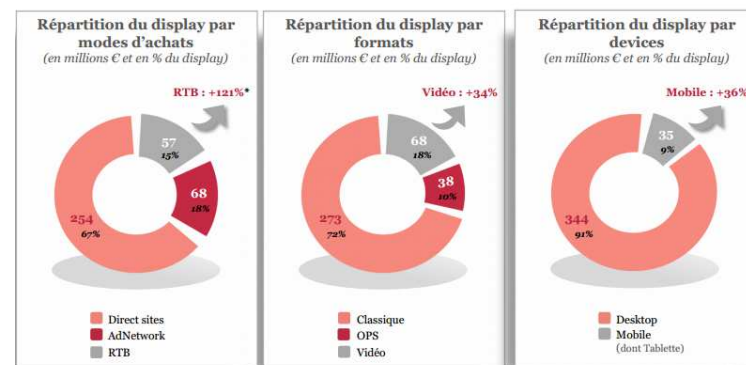 Répartition du display par
modes d'achats
(en millions € et en % du display)
RTB : +121%*
57
15%
68
18%
254
67%
Direct sites
AdNetwork
RTB
Répartition du display par
formats
(en millions € et en % du display)
Vidéo : +34%
68
18%
38
10%
273
72%
Classique
OPS
Vidéo
Répartition du display par
devices
(en millions € et en % du display)
Mobile : +36%
35
9%
344
91%
Desktop
Mobile
(dont Tablette)